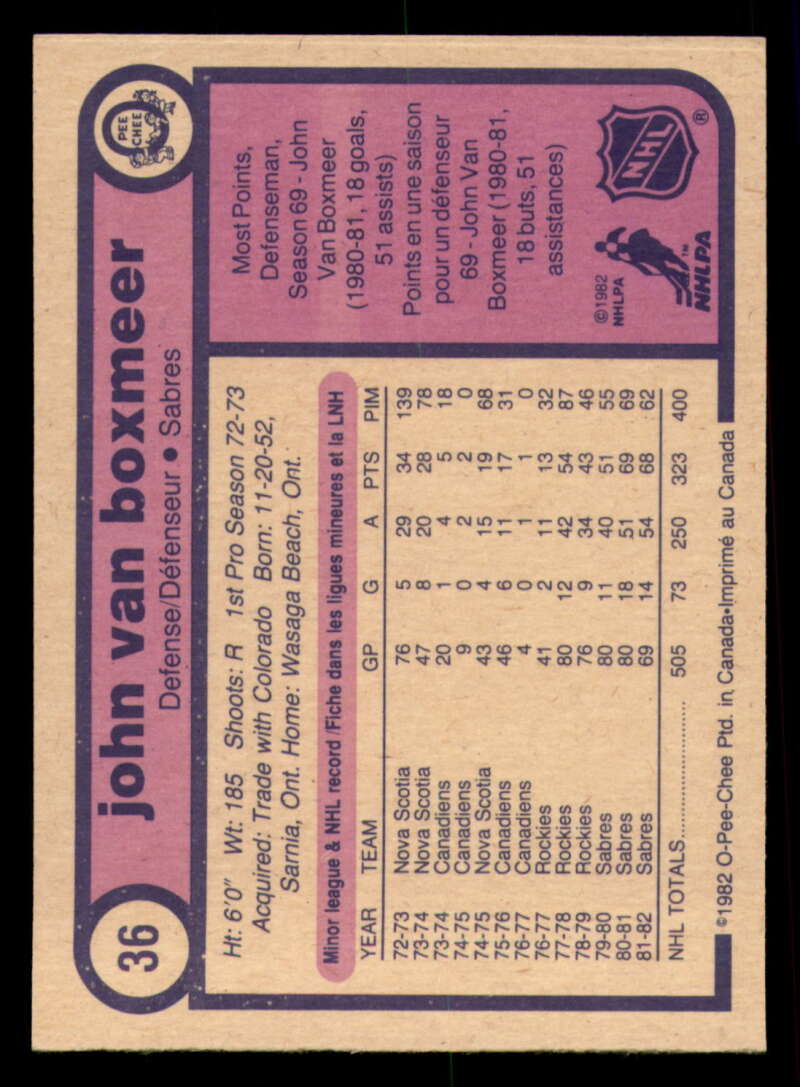 36
john van boxmeer
Defense/Défenseur • Sabres
O
PEE
CHEE
Ht: 6'0" Wt: 185 Shoots: R 1st Pro Season 72-73
Acquired: Trade with Colorado Born: 11-20-52,
Sarnia, Ont. Home: Wasaga Beach, Ont.
Minor league & NHL record /Fiche dans les ligues mineures et la LNH
YEAR TEAM GP G A PTS PIM
72-73 Nova Scotia 76 5 29 34 139
73-74 Nova Scotia 47 8 20 28 78
73-74 Canadiens 20 1 4 5 18
74-75 Canadiens 9 0 2 2 0
74-75 Nova Scotia 43 4 15 19 68
75-76 Canadiens 46 6 11 17 31
76-77 Canadiens 4 0 1 1 0
76-77 Rockies 41 2 11 13 32
77-78 Rockies 80 12 42 54 87
78-79 Rockies 76 9 34 43 46
79-80 Sabres 80 11 40 51 55
80-81 Sabres 80 18 51 69 69
81-82 Sabres 69 14 54 68 62
NHL TOTALS.................... 505 73 250 323 400
©1982 O-Pee-Chee Ptd. in Canada•Imprimé au Canada
Most Points,
Defenseman,
Season 69 - John
Van Boxmeer
(1980-81, 18 goals,
51 assists)
Points en une saison
pour un défenseur
69 - John Van
Boxmeer (1980-81,
18 buts, 51
assistances)
©1982
NHLPA
NHLPA™
NHL®